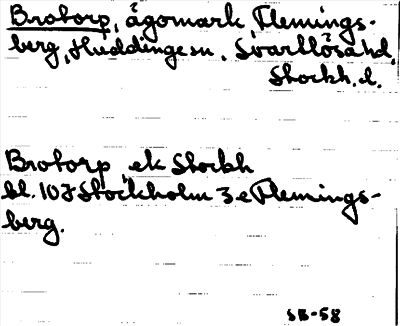 Brotorp, ägomark, Flemings-
berg, Huddinge sn, Svartlösa hd,
Stockh. l.
Brotorp, ek Stockh
bl. 107 Stockholm 3 e Flemings-
berg.
SB-58